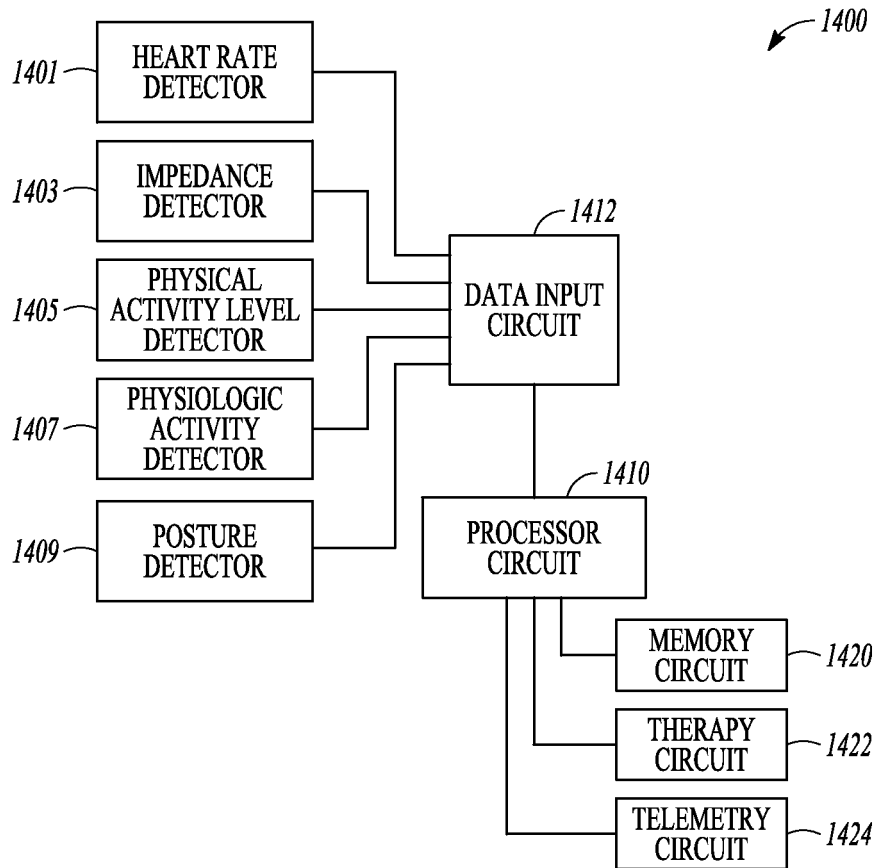 1400
1401
HEART RATE
DETECTOR
1403
IMPEDANCE
DETECTOR
1405
PHYSICAL
ACTIVITY LEVEL
DETECTOR
1407
PHYSIOLOGIC
ACTIVITY
DETECTOR
1409
POSTURE
DETECTOR
1412
DATA INPUT
CIRCUIT
1410
PROCESSOR
CIRCUIT
MEMORY
CIRCUIT
1420
THERAPY
CIRCUIT
1422
TELEMETRY
CIRCUIT
1424